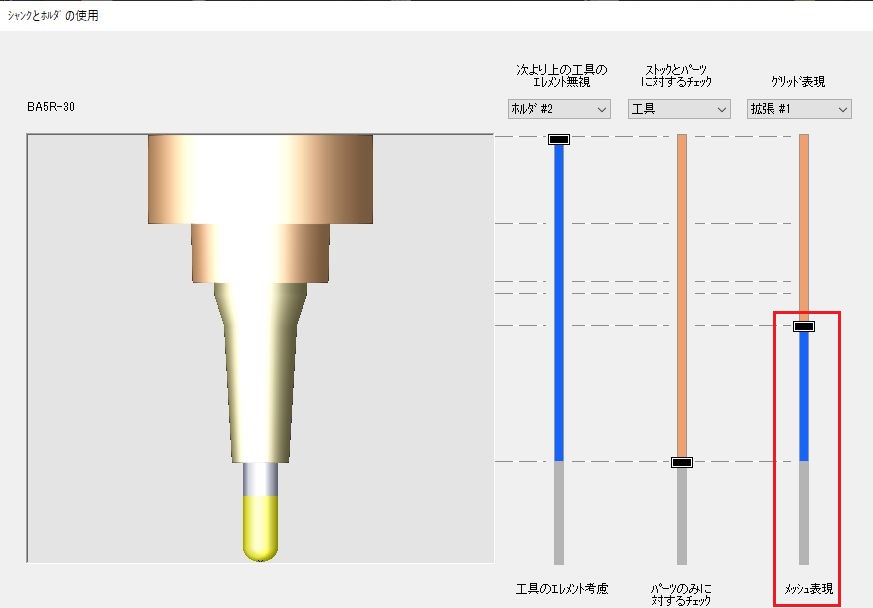 ｼｬﾝｸとﾎﾙﾀﾞの使用
次より上の工具の
ｴﾚﾒﾝﾄ無視
ｽﾄｯｸとﾊﾟｰﾂ
に対するﾁｪｯｸ
ｸﾞﾘｯﾄﾞ表現
BA5R-30
ﾎﾙﾀﾞ #2
工具
拡張 #1
工具のｴﾚﾒﾝﾄ考慮
ﾊﾟｰﾂのみに
対するﾁｪｯｸ
ﾒｯｼｭ表現